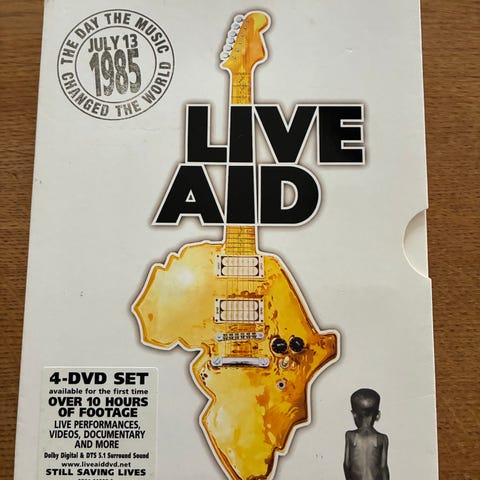 THE DAY THE MUSIC
JULY 13
1985
CHANGED THE WORLD
LIVE
AID
4-DVD SET
available for the first time
OVER 10 HOURS
OF FOOTAGE
LIVE PERFORMANCES,
VIDEOS, DOCUMENTARY
AND MORE
Dolby Digital & DTS 5.1 Surround Sound
www.liveaiddvd.net
STILL SAVING LIVES